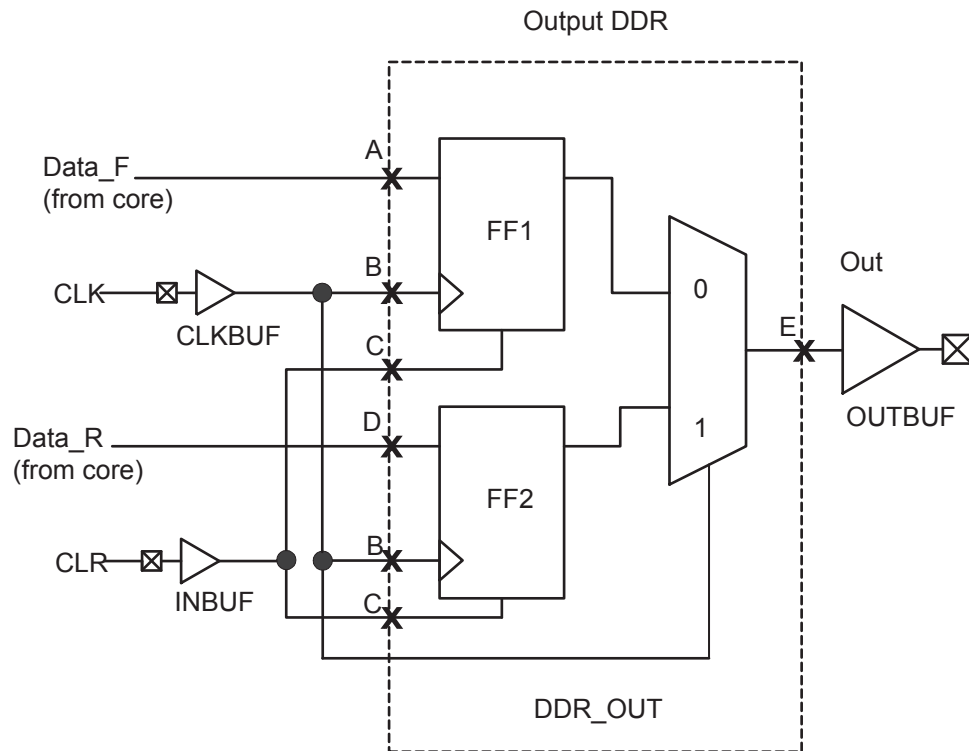 Output DDR
A
Data_F
(from core)
FF1
B
Out
0
CLK
CLKBUF
E
C
OUTBUF
D
Data_R
(from core)
1
FF2
B
CLR
INBUF
C
DDR_OUT